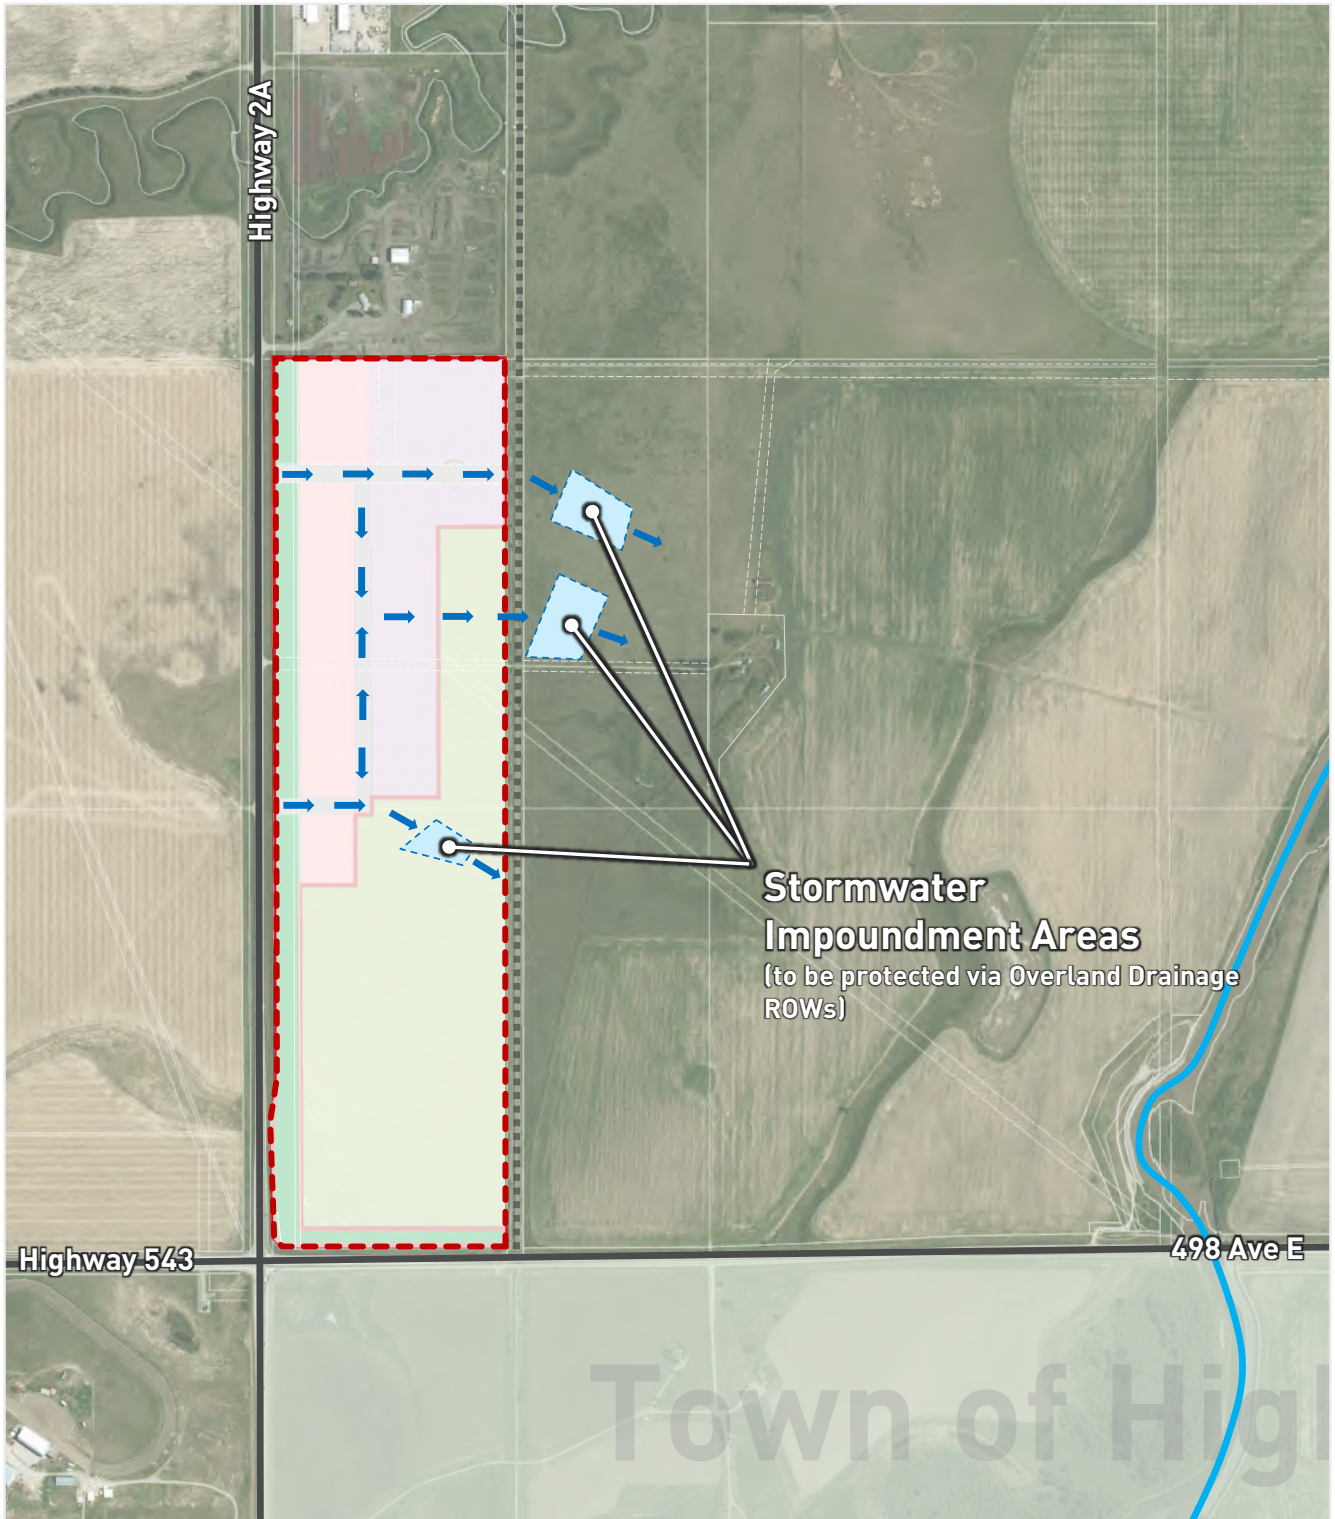 Highway 2A
Stormwater
Impoundment Areas
(to be protected via Overland Drainage
ROWs)
Highway 543
498 Ave E
Town of Hig